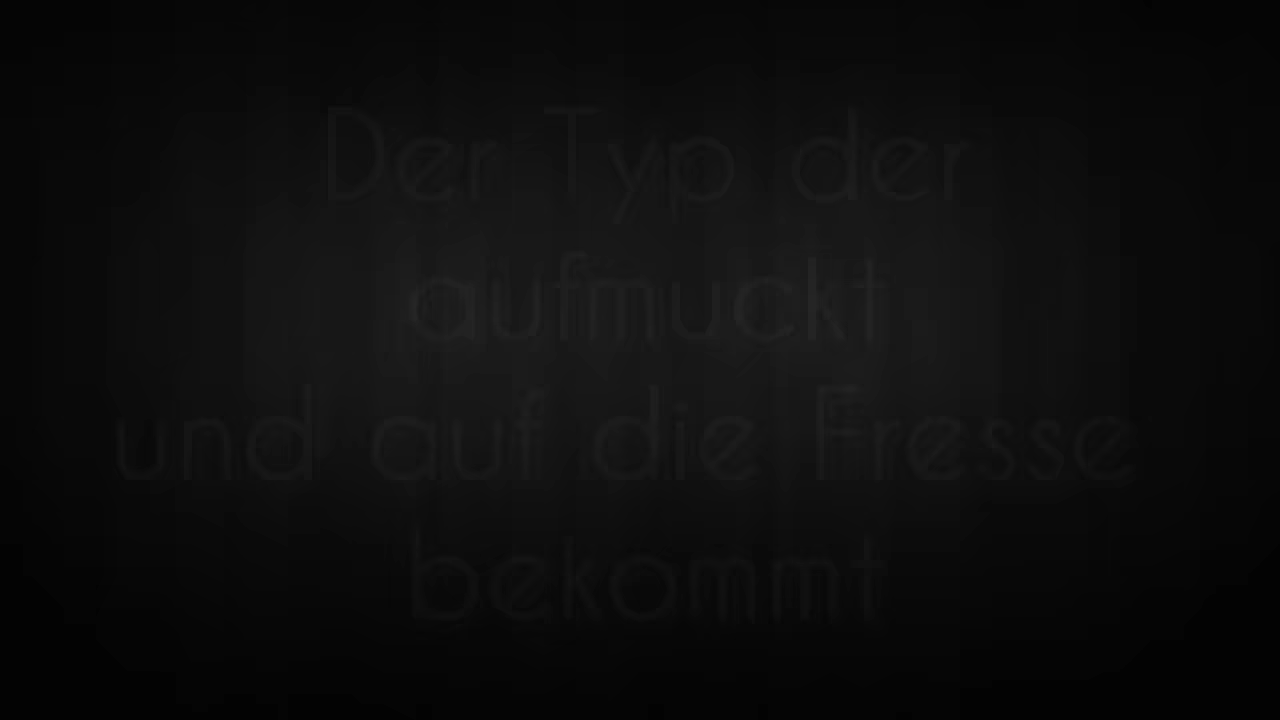 Der Typ der
aufmuckt
und auf die Fresse
bekommt